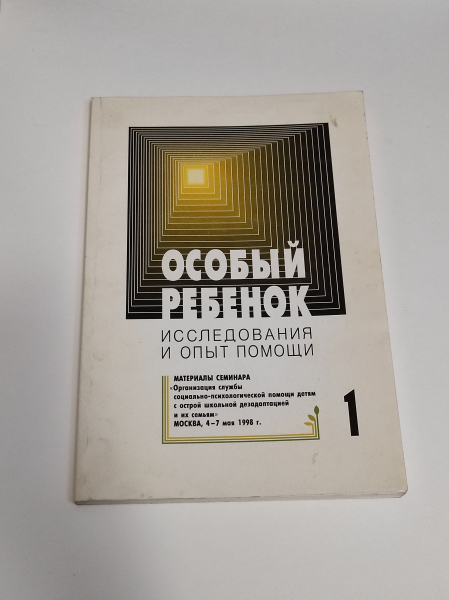 ОСОБЫЙ
РЕБЕНОК
ИССЛЕДОВАНИЯ
И ОПЫТ ПОМОЩИ
МАТЕРИАЛЫ СЕМИНАРА
«Организация службы
социально-психологической помощи детям
с острой школьной дезадаптацией
и их семьям»
МОСКВА, 4–7 мая 1998 г.
1